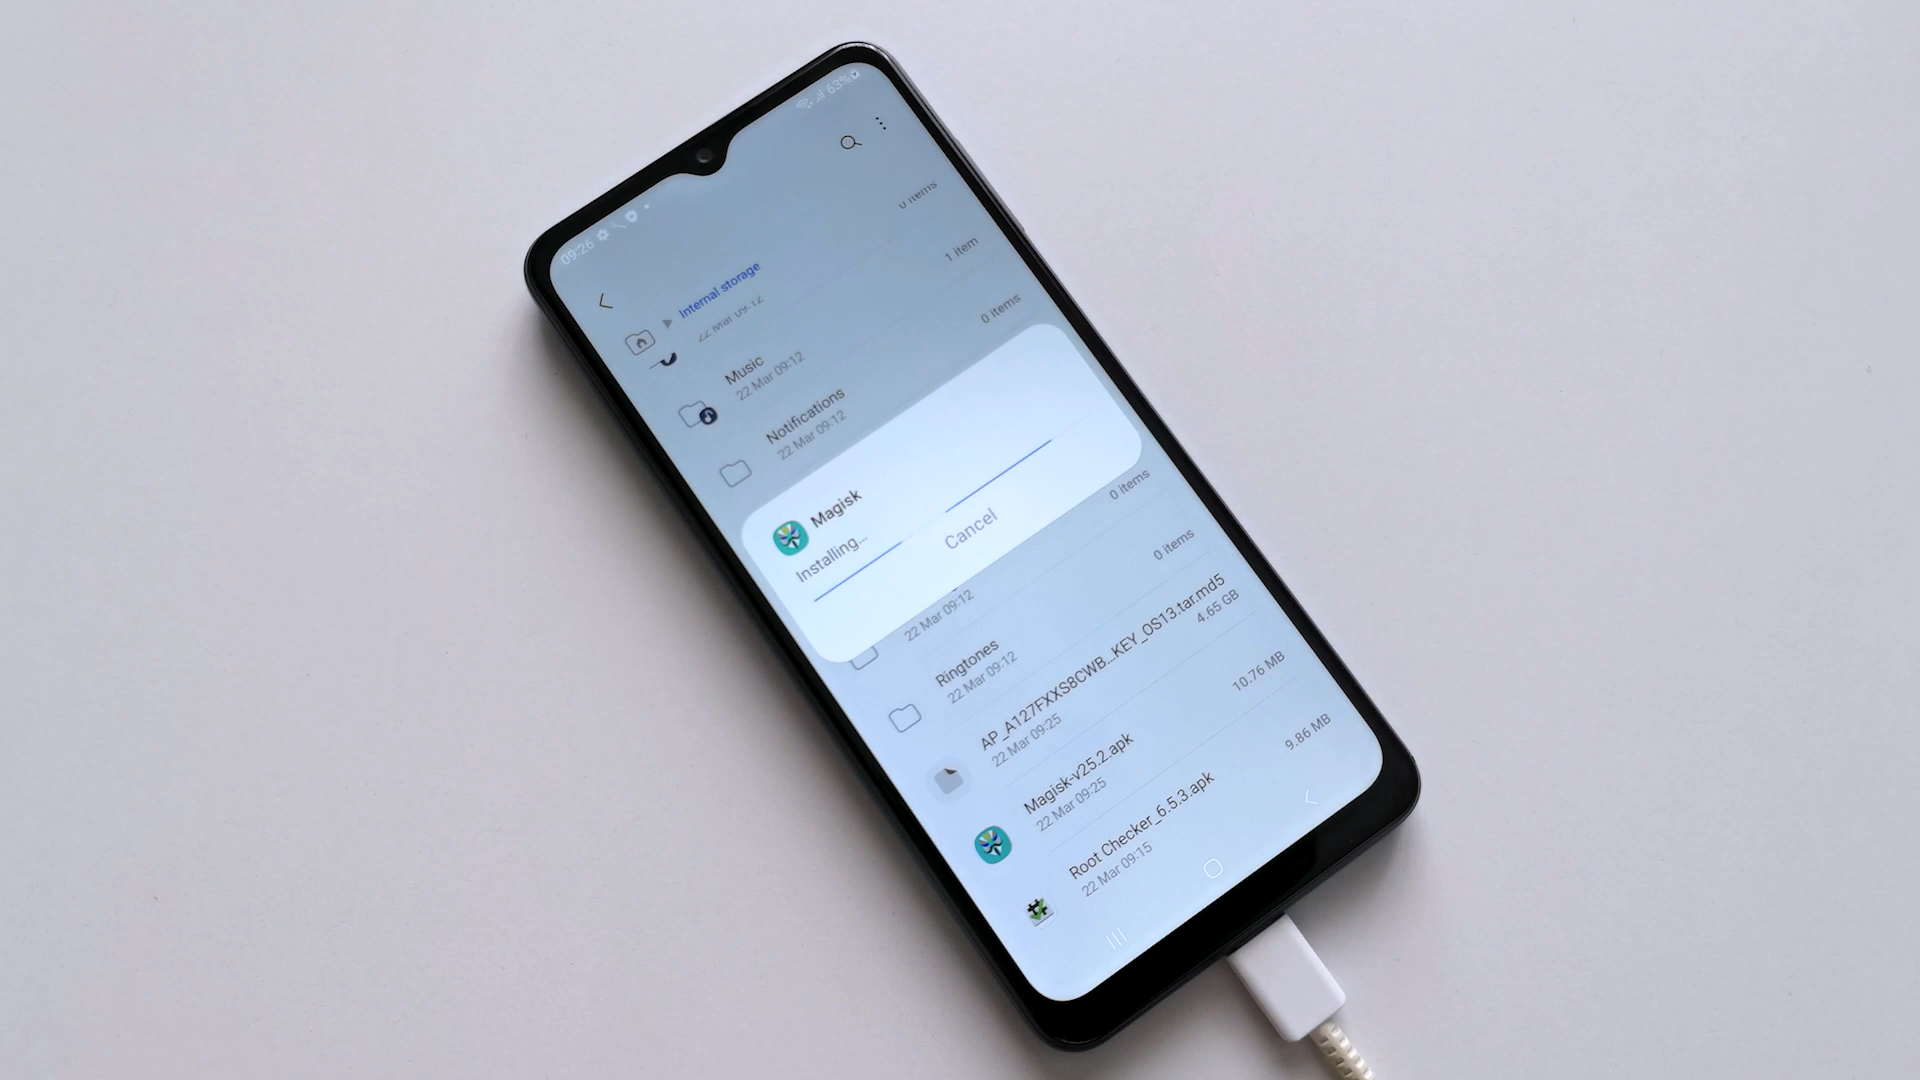 09:26
63%
Internal storage
22 Mar 09:12
0 items
Music
22 Mar 09:12
1 item
Notifications
22 Mar 09:12
0 items
Magisk
Installing...
Cancel
22 Mar 09:12
0 items
Ringtones
22 Mar 09:12
0 items
AP_A127FXXS8CWB...KEY_OS13.tar.md5
22 Mar 09:25
4.65 GB
Magisk-v25.2.apk
22 Mar 09:25
10.76 MB
Root Checker_6.5.3.apk
22 Mar 09:15
9.86 MB